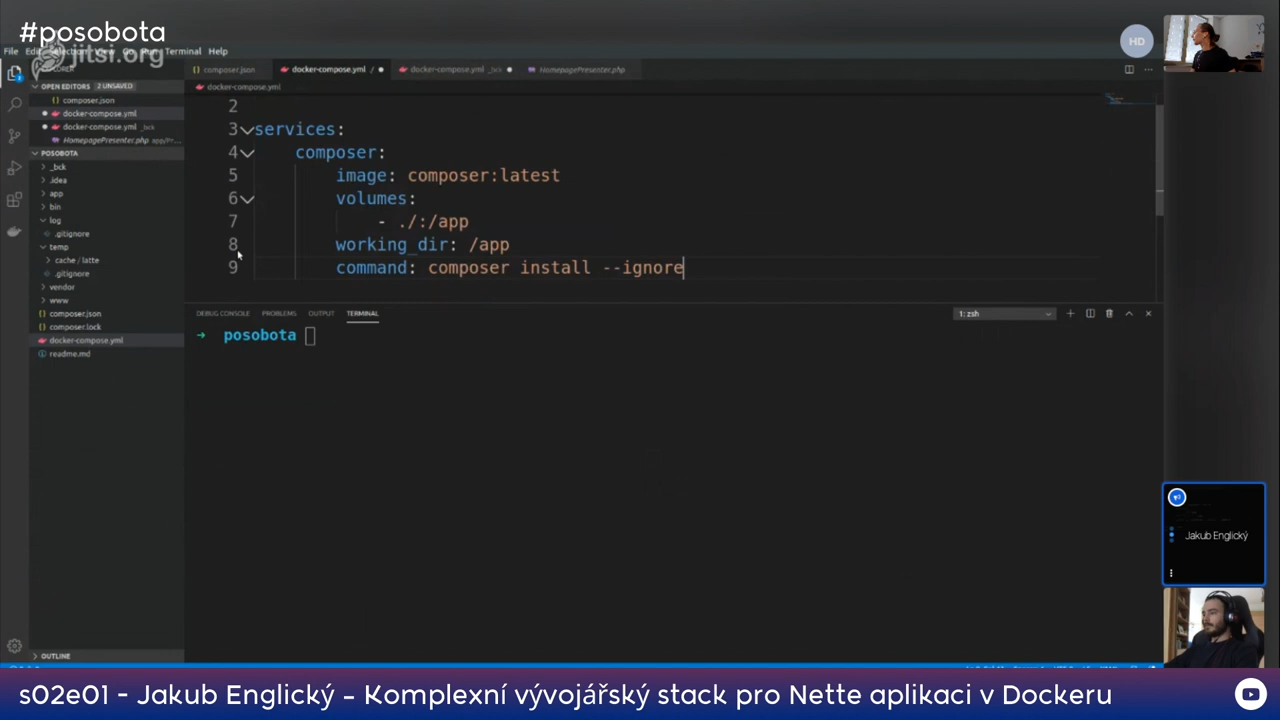 #posobota
jitsi.org
HD
File Edit Selection View Go Run Terminal Help
composer.json
docker-compose.yml /
docker-compose.yml _bck
HomepagePresenter.php
OPEN EDITORS 2 UNSAVED
composer.json
docker-compose.yml
docker-compose.yml _bck
HomepagePresenter.php app/Pr...
POSOBOTA
_bck
.idea
app
bin
log
.gitignore
temp
cache / latte
.gitignore
vendor
www
composer.json
composer.lock
docker-compose.yml
readme.md
OUTLINE
docker-compose.yml
2
3 services:
4 composer:
5 image: composer:latest
6 volumes:
7 - ./:/app
8 working_dir: /app
9 command: composer install --ignore
DEBUG CONSOLE PROBLEMS OUTPUT TERMINAL
1: zsh
➜ posobota
Jakub Englický
s02e01 - Jakub Englický – Komplexní vývojářský stack pro Nette aplikaci v Dockeru